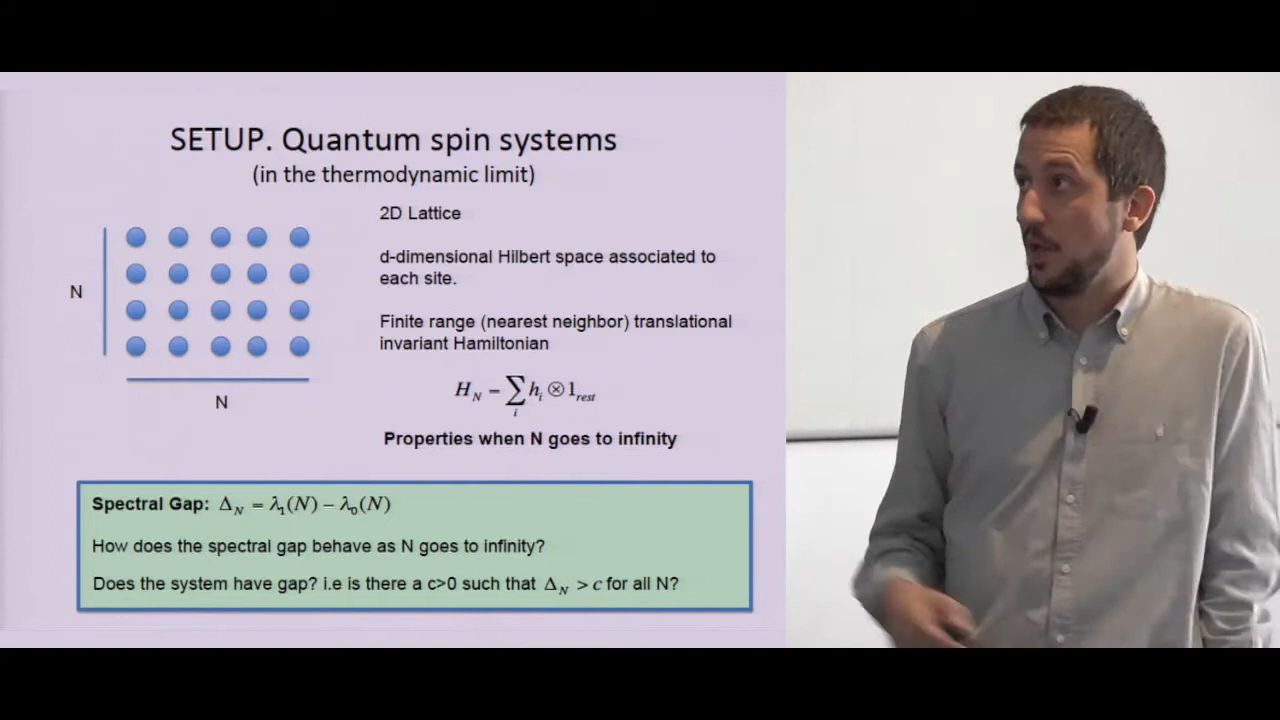 SETUP. Quantum spin systems
(in the thermodynamic limit)
N
N
2D Lattice
d-dimensional Hilbert space associated to
each site.
Finite range (nearest neighbor) translational
invariant Hamiltonian
H_N = ∑_i h_i ⊗ 1_rest
Properties when N goes to infinity
Spectral Gap: Δ_N = λ_1(N) − λ_0(N)
How does the spectral gap behave as N goes to infinity?
Does the system have gap? i.e is there a c>0 such that Δ_N > c for all N?